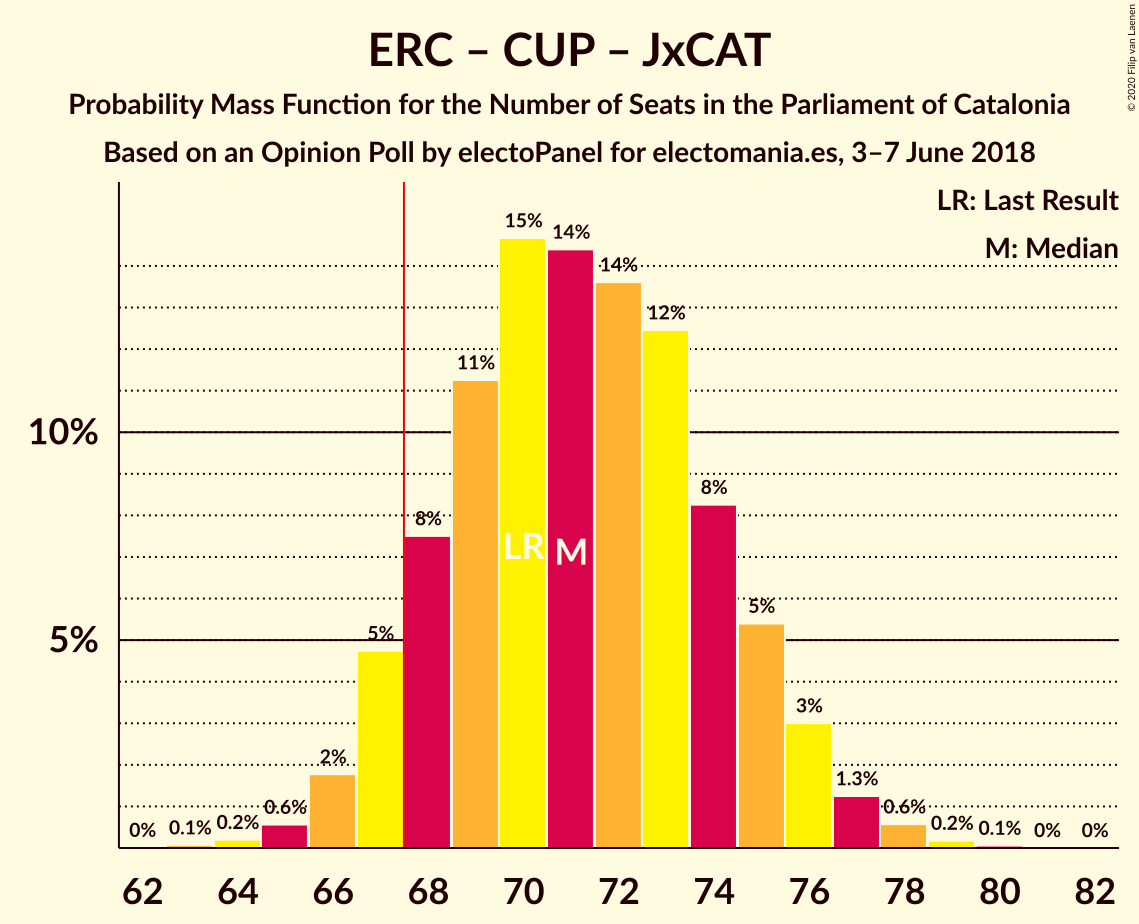 ERC – CUP – JxCAT
Probability Mass Function for the Number of Seats in the Parliament of Catalonia
Based on an Opinion Poll by electoPanel for electomania.es, 3–7 June 2018
© 2020 Filip van Laenen
LR: Last Result
M: Median
15%
14%
14%
12%
11%
10%
8%
8%
LR
M
5%
5%
5%
3%
2%
1.3%
0.6%
0.6%
0% 0.1% 0.2%
0.2% 0.1% 0% 0%
62 64 66 68 70 72 74 76 78 80 82